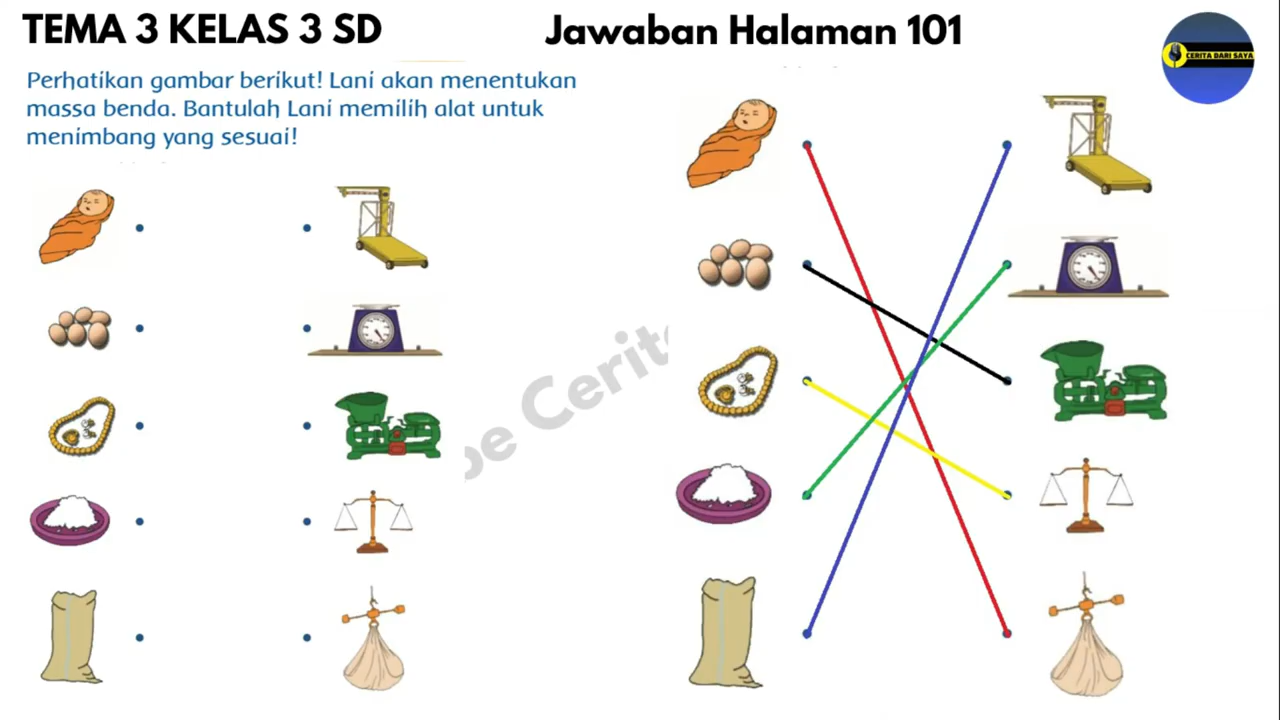 TEMA 3 KELAS 3 SD
Jawaban Halaman 101
CERITA DARI SAYA
Perhatikan gambar berikut! Lani akan menentukan
massa benda. Bantulah Lani memilih alat untuk
menimbang yang sesuai!